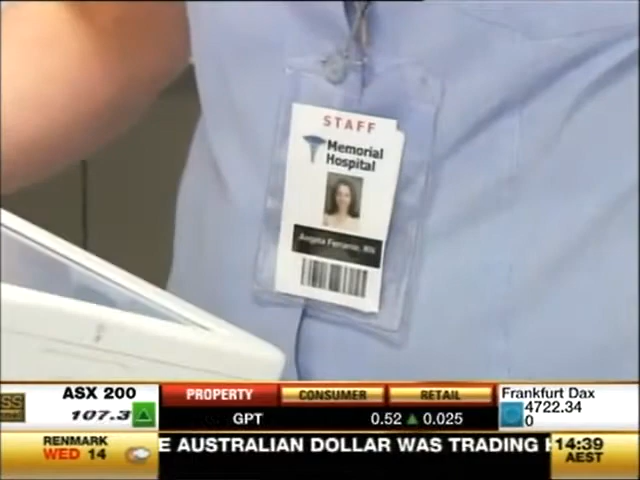 STAFF
Memorial
Hospital
Angela Ferrante, RN
ASX 200
107.3
PROPERTY
CONSUMER
RETAIL
GPT
0.52
0.025
Frankfurt Dax
4722.34
0
RENMARK
WED 14
E AUSTRALIAN DOLLAR WAS TRADING
14:39
AEST